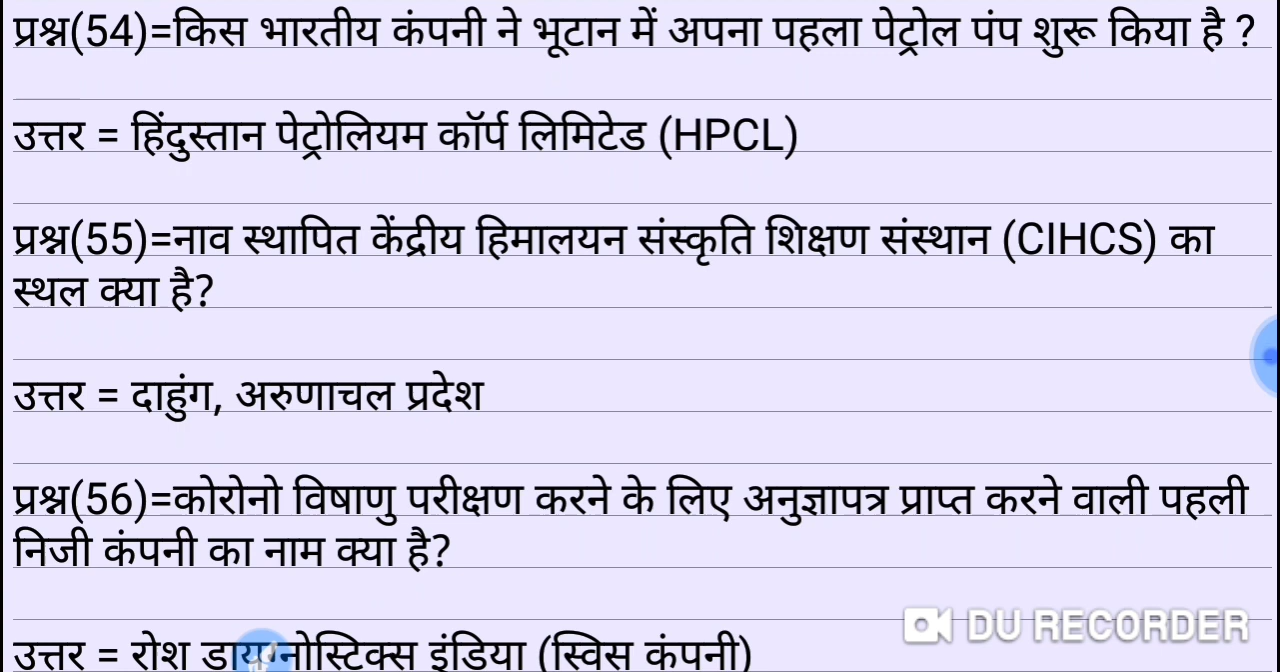 प्रश्न(54)=किस भारतीय कंपनी ने भूटान में अपना पहला पेट्रोल पंप शुरू किया है ?
उत्तर = हिंदुस्तान पेट्रोलियम कॉर्प लिमिटेड (HPCL)
प्रश्न(55)=नाव स्थापित केंद्रीय हिमालयन संस्कृति शिक्षण संस्थान (CIHCS) का
स्थल क्या है?
उत्तर = दाहुंग, अरुणाचल प्रदेश
प्रश्न(56)=कोरोनो विषाणु परीक्षण करने के लिए अनुज्ञापत्र प्राप्त करने वाली पहली
निजी कंपनी का नाम क्या है?
DU RECORDER
उत्तर = रोश डायग्नोस्टिक्स इंडिया (स्विस कंपनी)